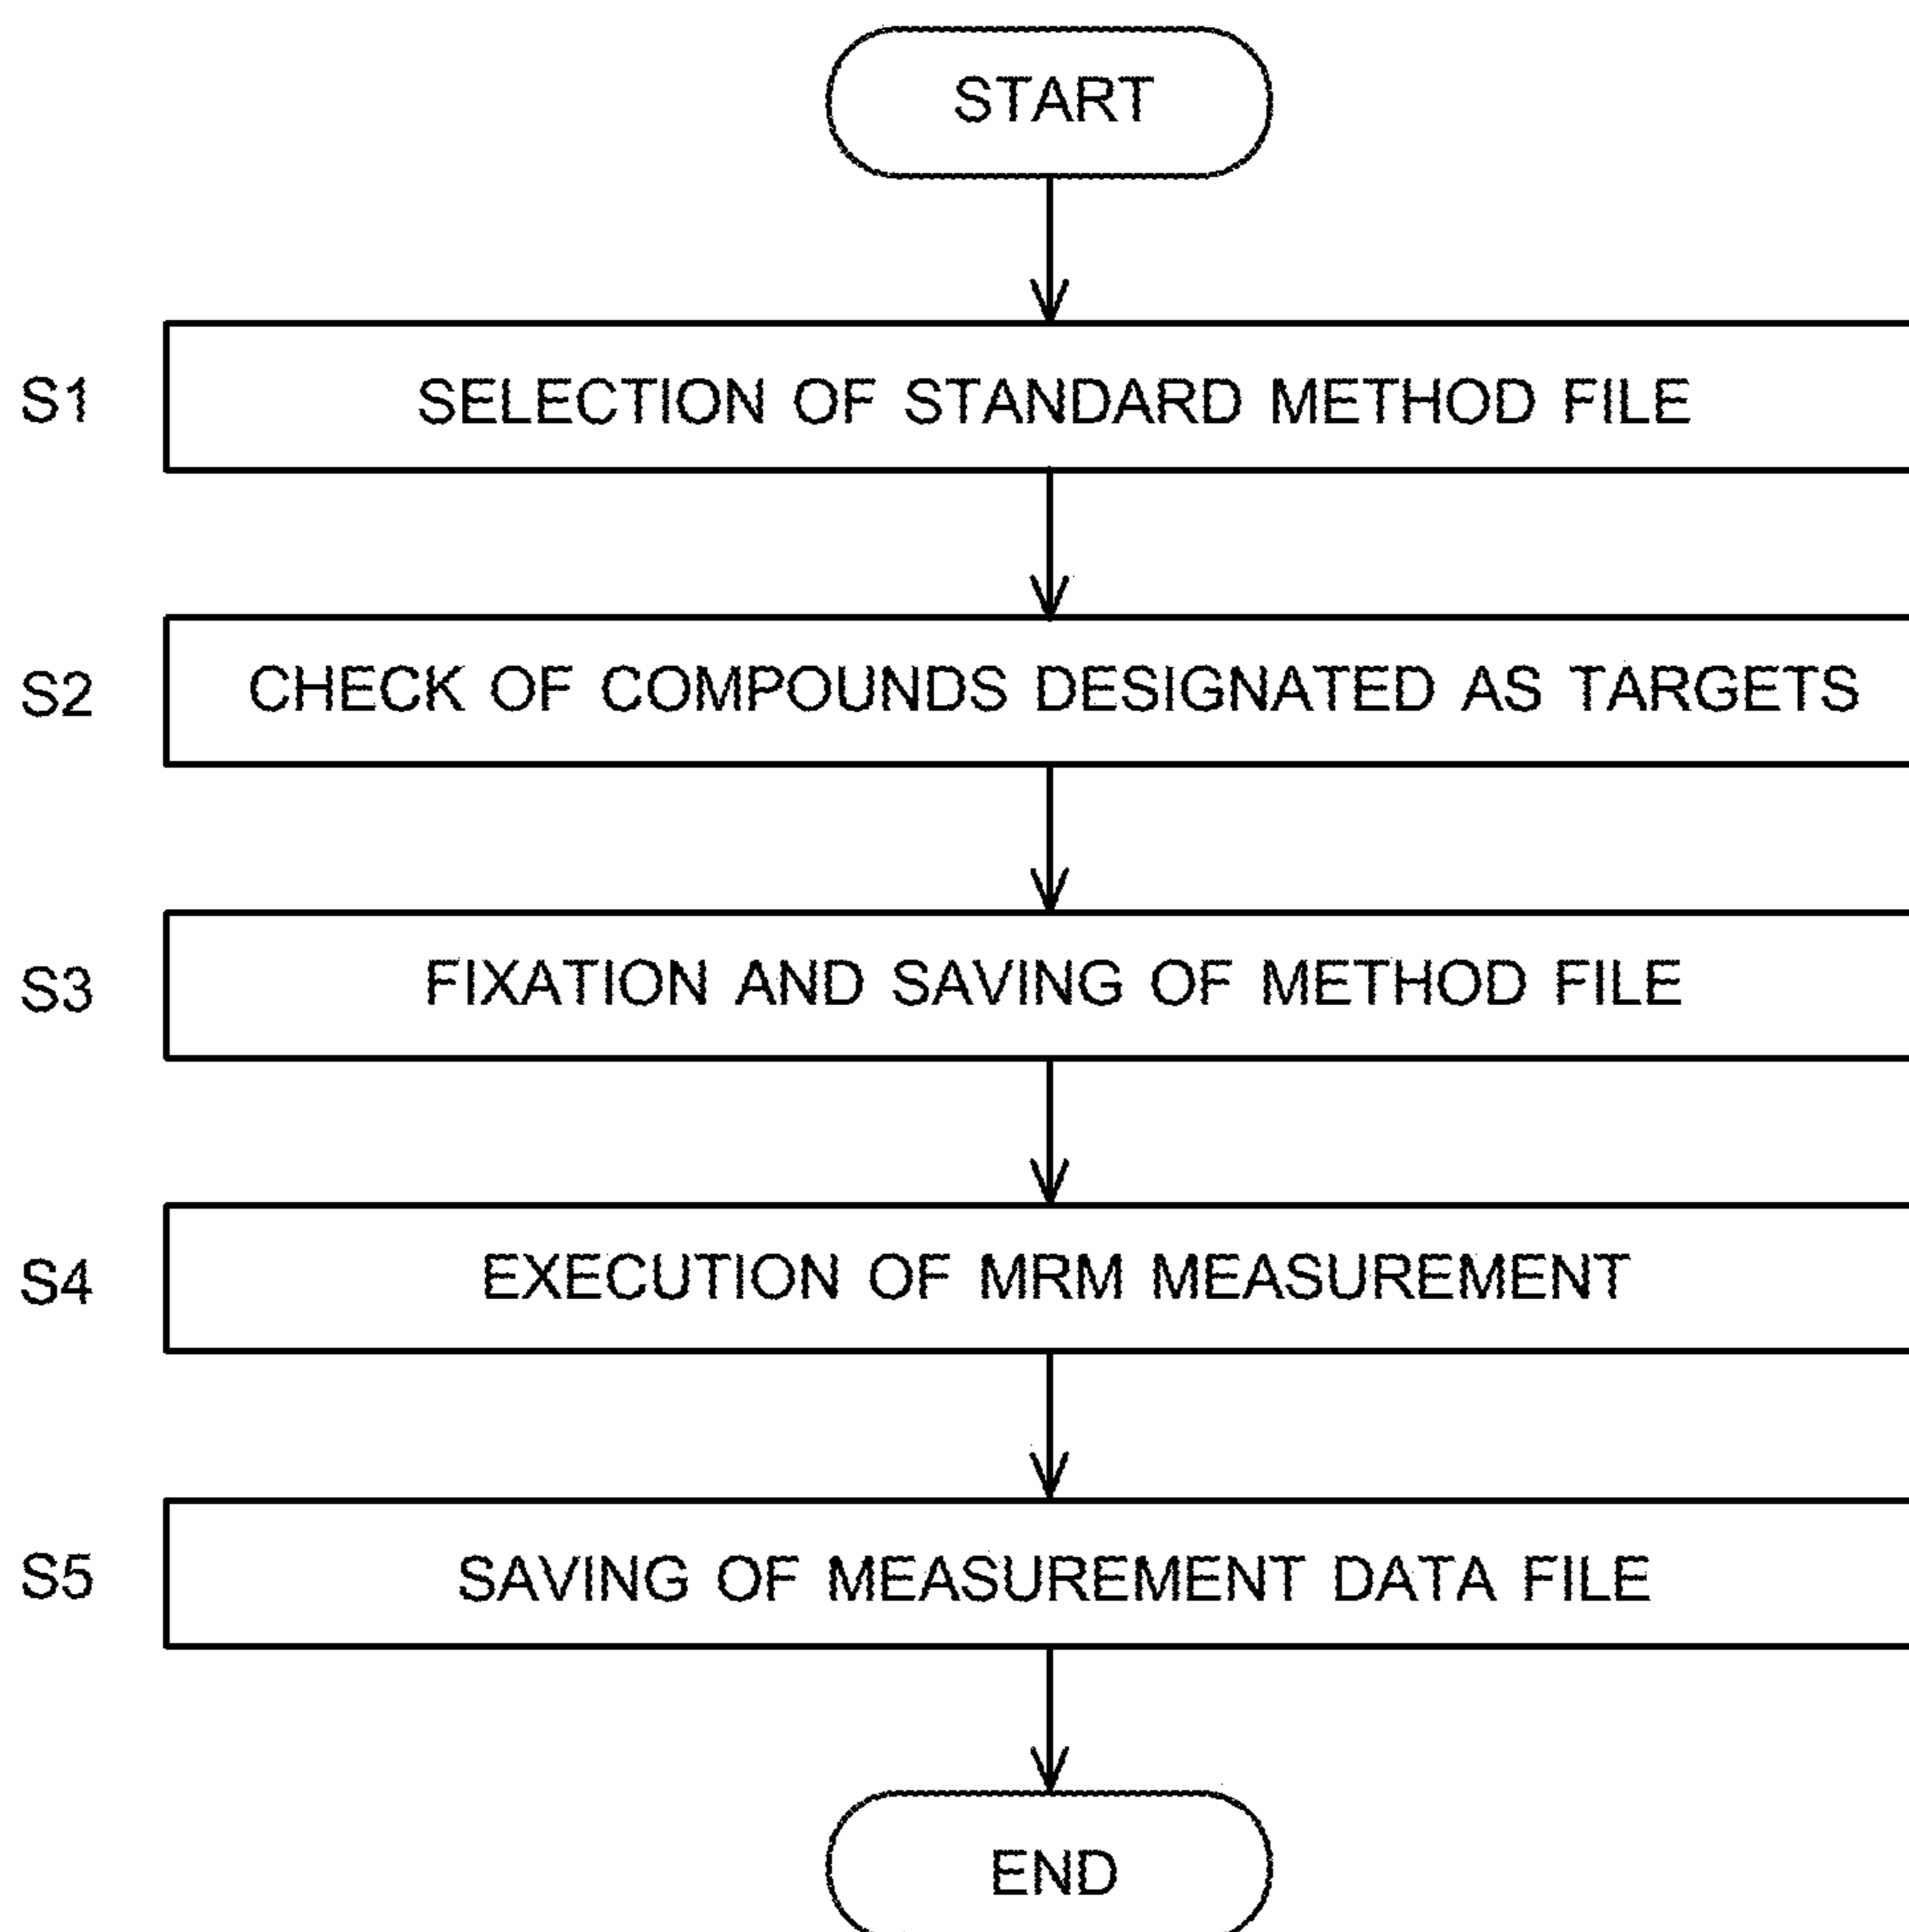 START
S1 SELECTION OF STANDARD METHOD FILE
S2 CHECK OF COMPOUNDS DESIGNATED AS TARGETS
S3 FIXATION AND SAVING OF METHOD FILE
S4 EXECUTION OF MRM MEASUREMENT
S5 SAVING OF MEASUREMENT DATA FILE
END